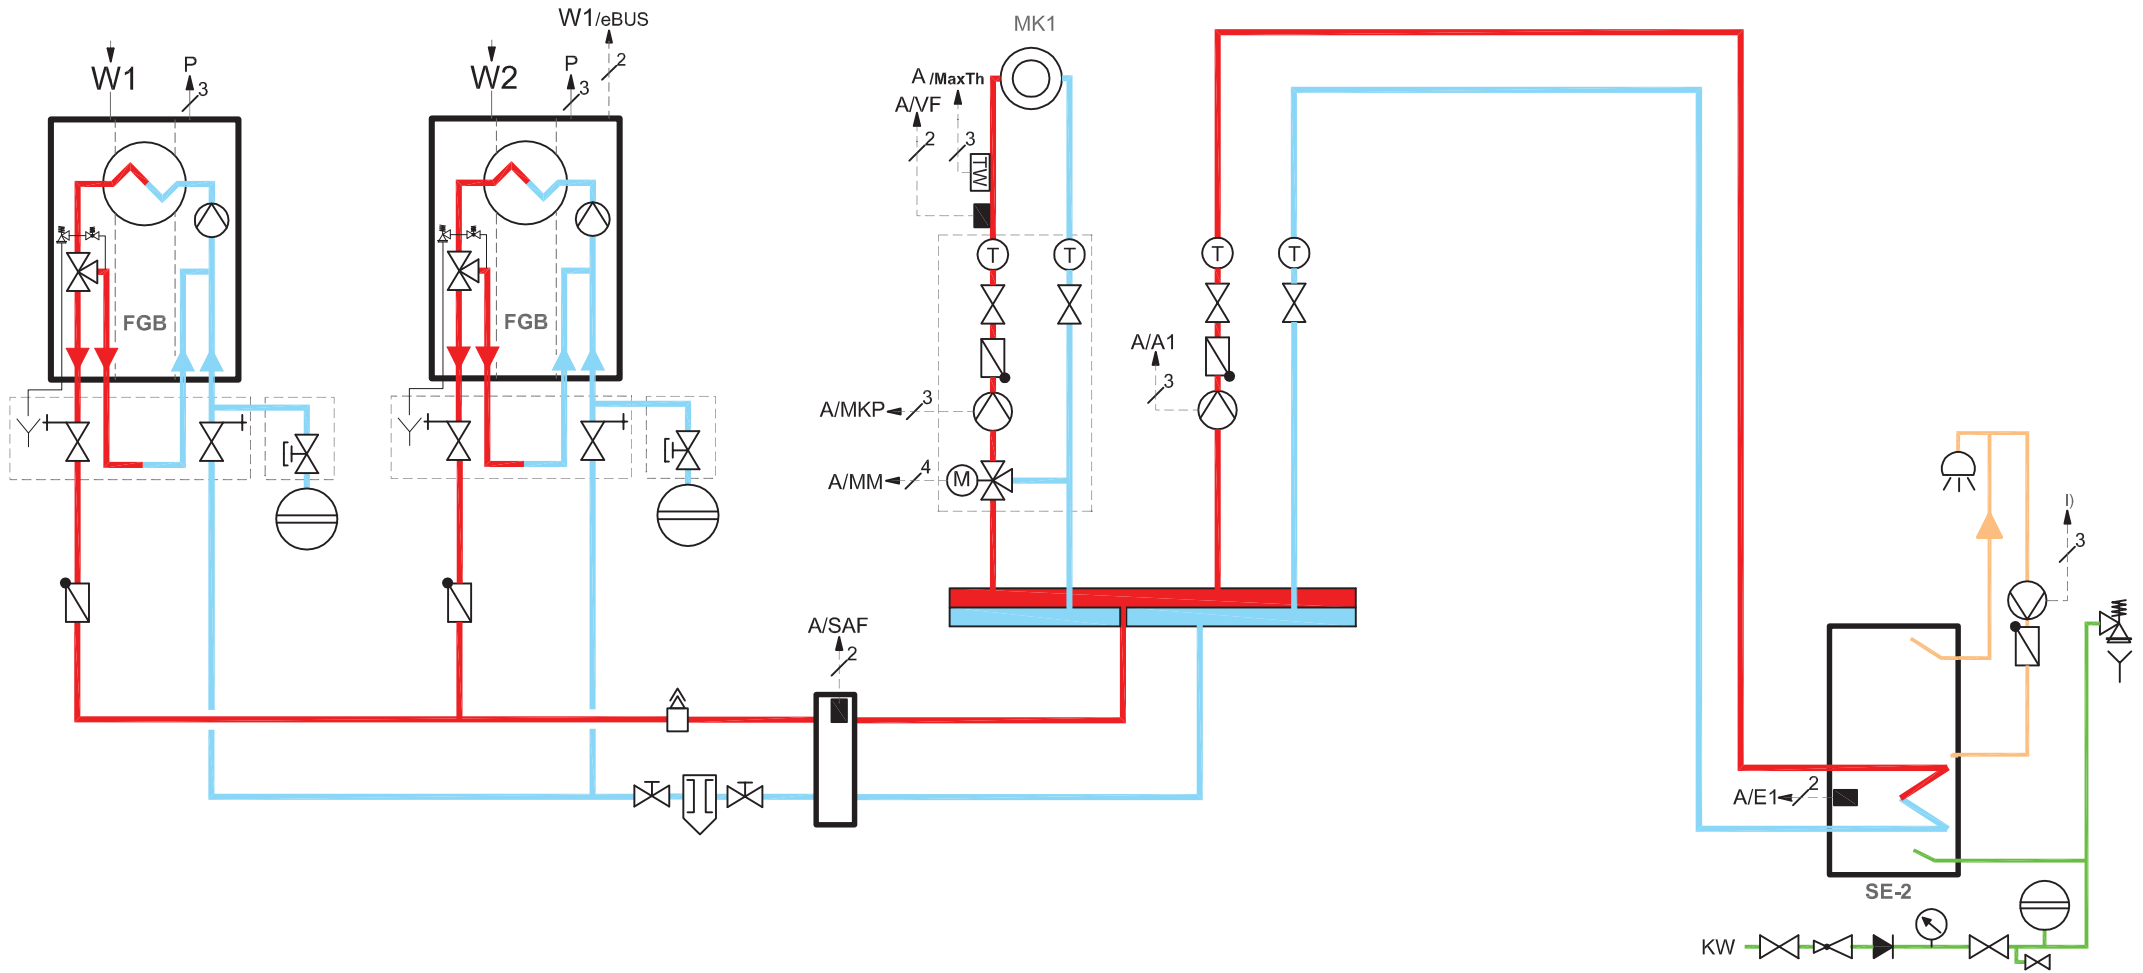 W1/eBUS
MK1
W1
P
3
W2
P
3
2
A/MaxTh
A/VF
2
3
TW
T
T
T
T
FGB
FGB
A/A1
3
A/MKP
3
A/MM
4
M
I)
3
A/SAF
2
A/E1
2
SE-2
KW